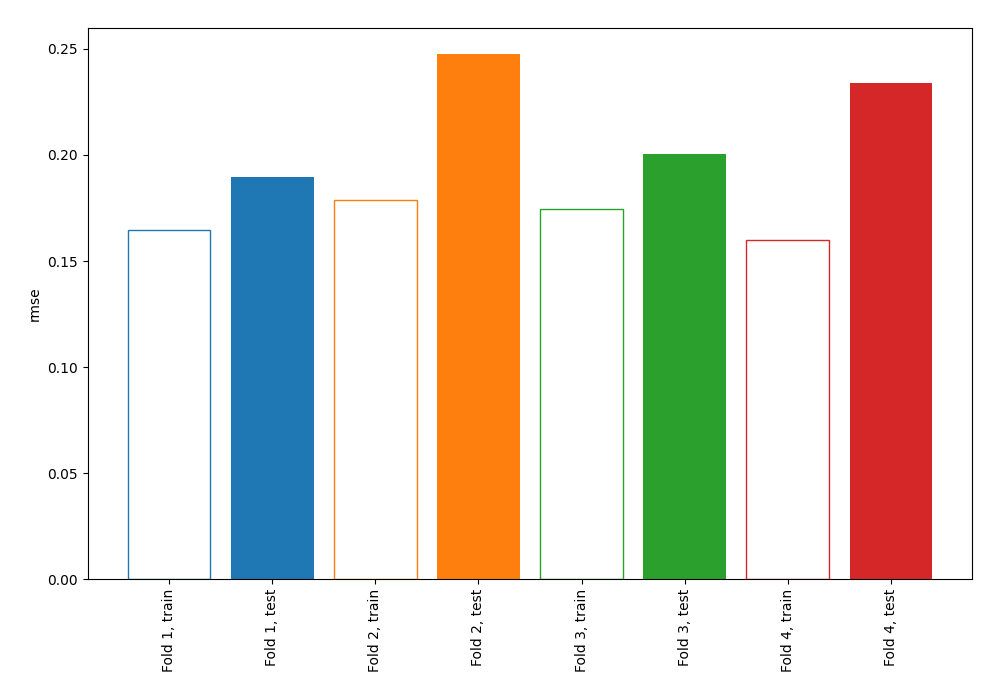 0.25
0.20
0.15
0.10
0.05
0.00
rmse
Fold 1, train
Fold 1, test
Fold 2, train
Fold 2, test
Fold 3, train
Fold 3, test
Fold 4, train
Fold 4, test